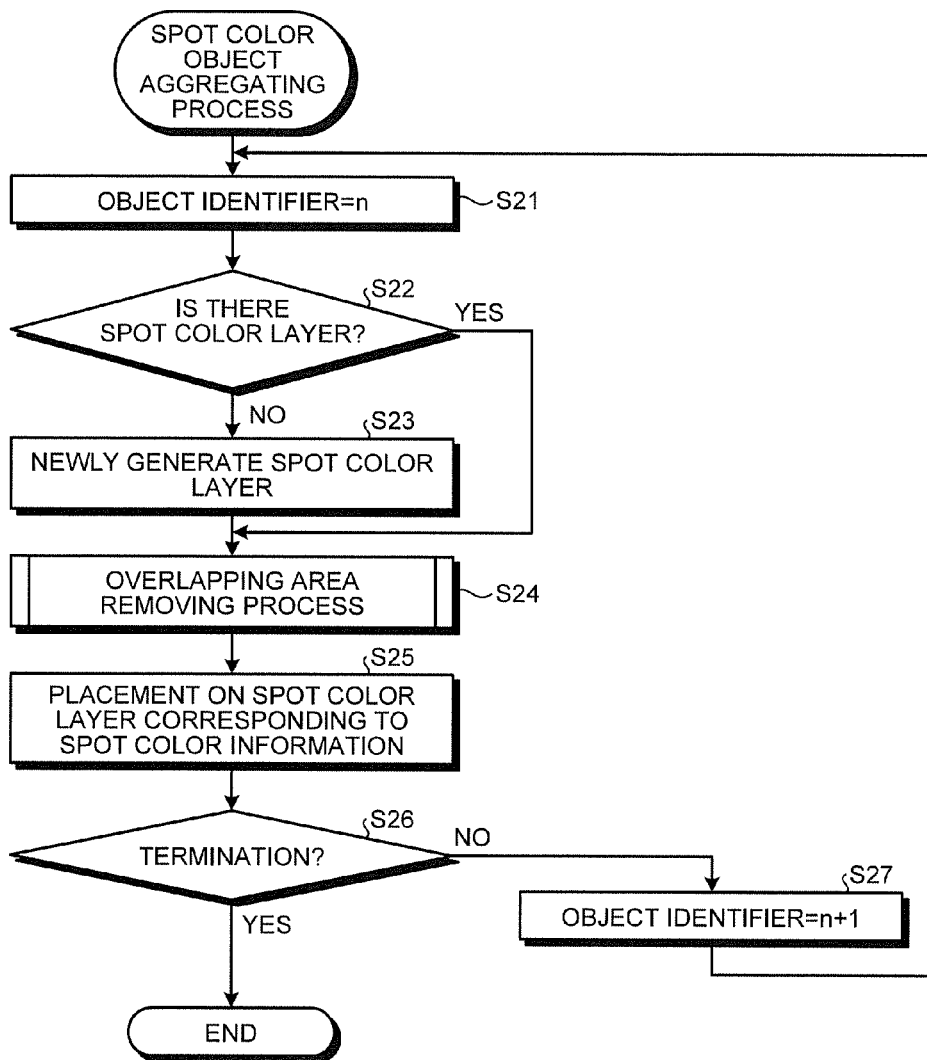 SPOT COLOR
OBJECT
AGGREGATING
PROCESS
OBJECT IDENTIFIER=n
S21
S22
IS THERE
SPOT COLOR LAYER?
YES
NO
S23
NEWLY GENERATE SPOT COLOR
LAYER
OVERLAPPING AREA
REMOVING PROCESS
S24
S25
PLACEMENT ON SPOT COLOR
LAYER CORRESPONDING TO
SPOT COLOR INFORMATION
S26
TERMINATION?
NO
YES
S27
OBJECT IDENTIFIER=n+1
END